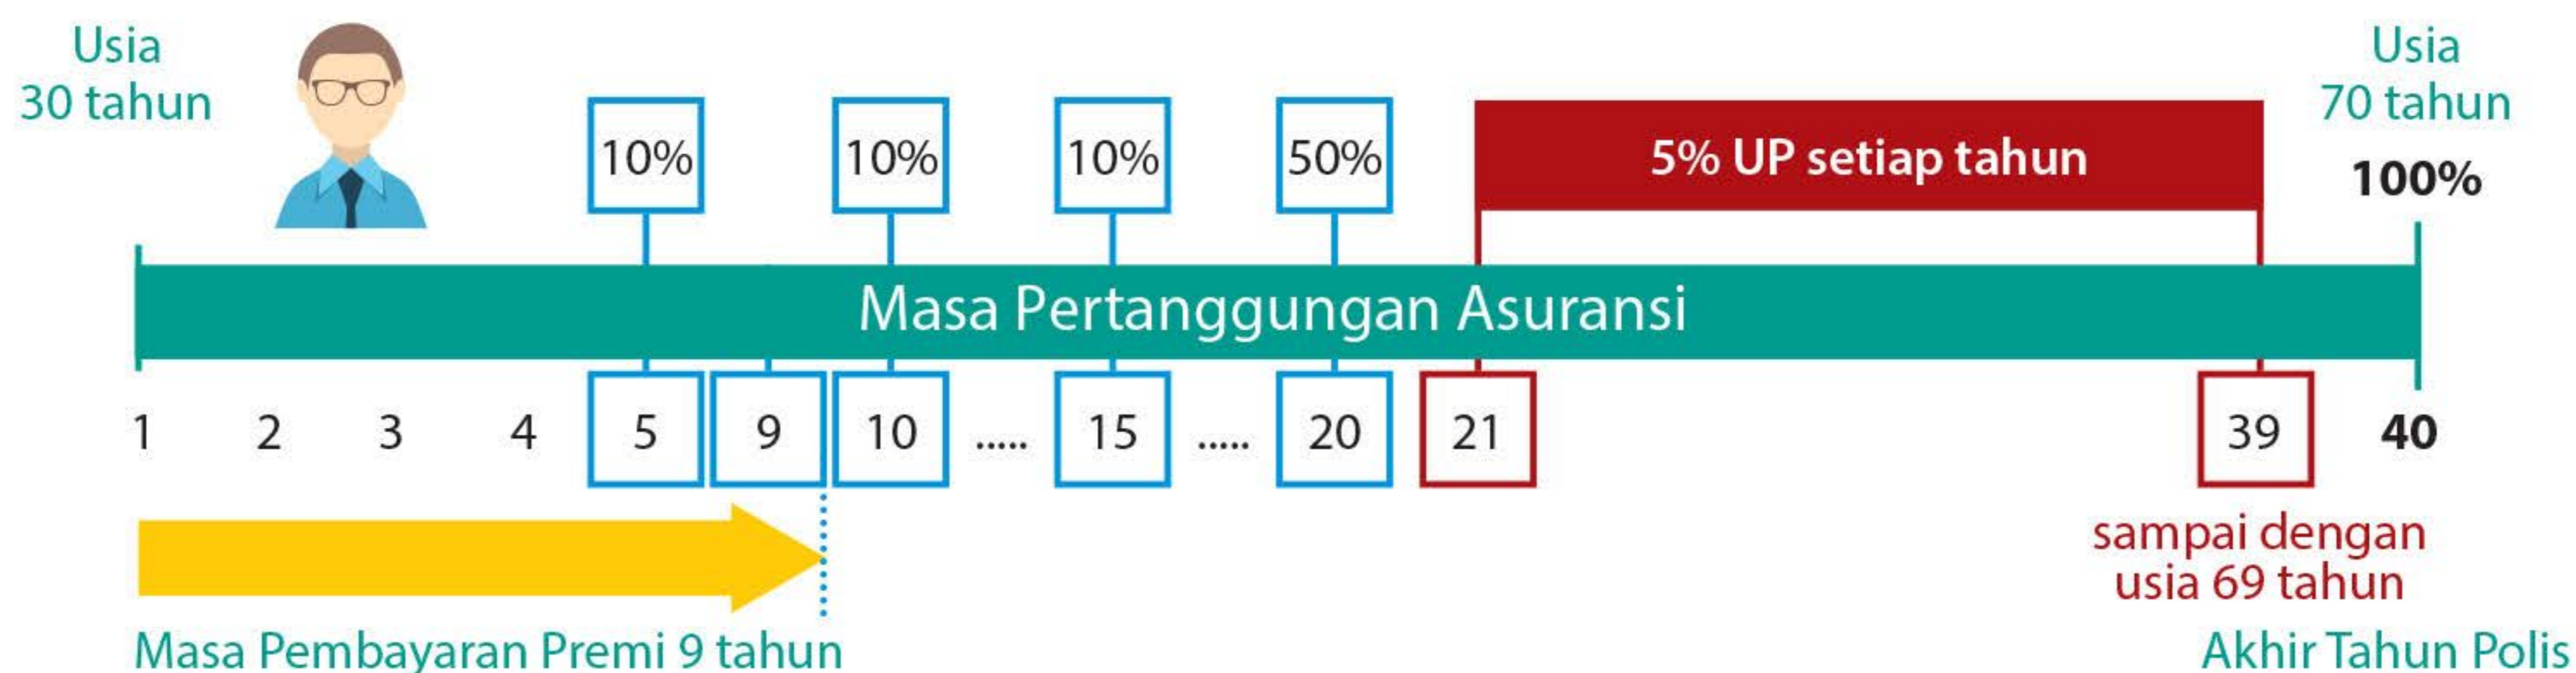 Usia
30 tahun
10%
10%
10%
50%
5% UP setiap tahun
Usia
70 tahun
100%
Masa Pertanggungan Asuransi
1 2 3 4 5 9 10 ..... 15 ..... 20 21 39 40
sampai dengan
usia 69 tahun
Masa Pembayaran Premi 9 tahun
Akhir Tahun Polis